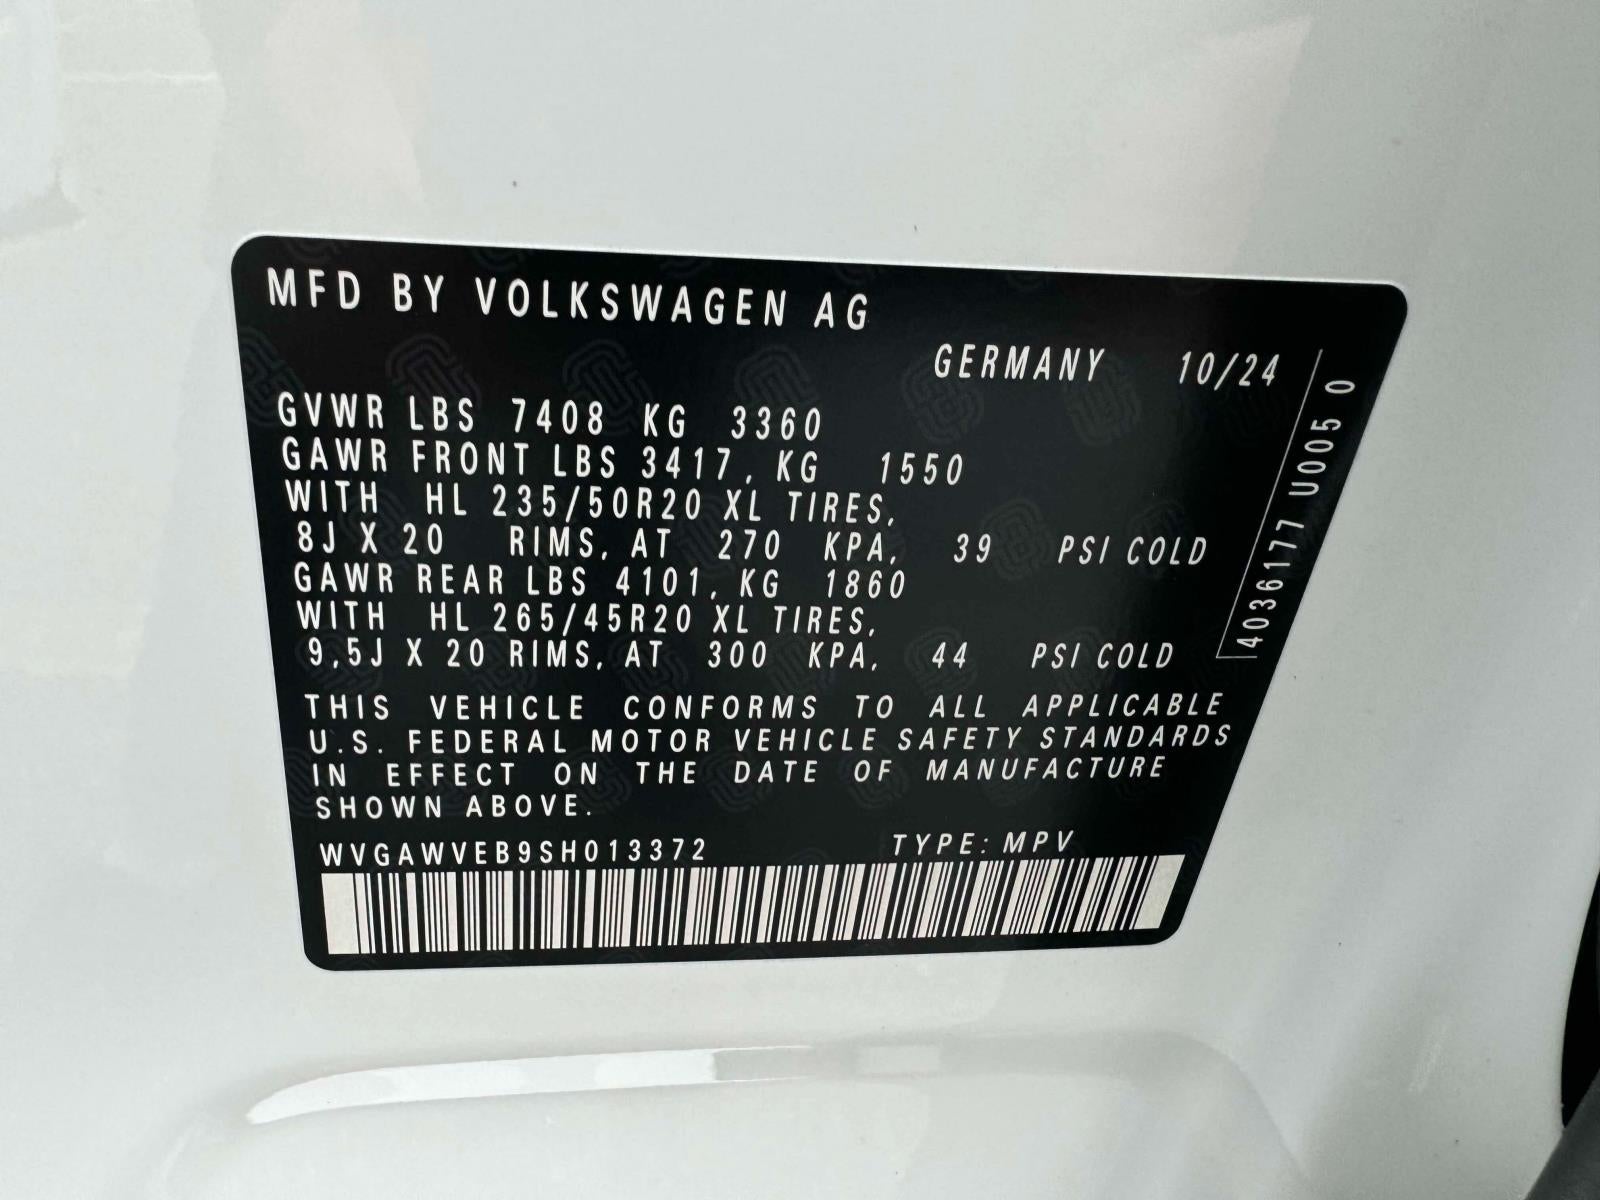 MFD BY VOLKSWAGEN AG
GERMANY 10/24
GVWR LBS 7408 KG 3360
GAWR FRONT LBS 3417, KG 1550
WITH HL 235/50R20 XL TIRES,
8J X 20 RIMS, AT 270 KPA, 39 PSI COLD
GAWR REAR LBS 4101, KG 1860
WITH HL 265/45R20 XL TIRES,
9,5J X 20 RIMS, AT 300 KPA, 44 PSI COLD
THIS VEHICLE CONFORMS TO ALL APPLICABLE
U.S. FEDERAL MOTOR VEHICLE SAFETY STANDARDS
IN EFFECT ON THE DATE OF MANUFACTURE
SHOWN ABOVE.
WVGAWVEB9SH013372 TYPE: MPV
4036177 U005 0